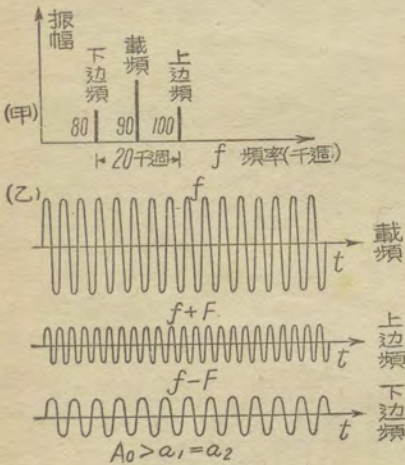 振幅
下边頻
載頻
上边頻
(甲)
80 90 100
20千週
f 頻率(千週)
(乙)
f
t
載頻
f+F
t
上边頻
f-F
t
下边頻
A₀>a₁=a₂